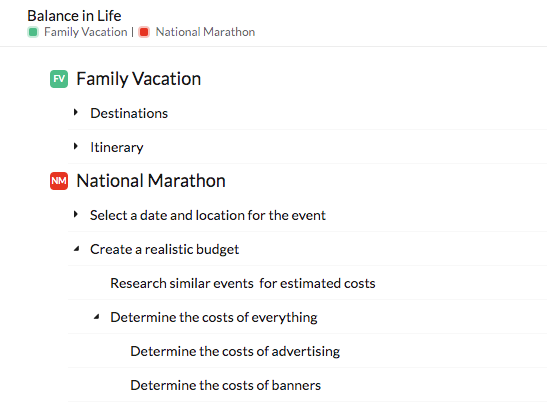 Balance in Life
Family Vacation | National Marathon
FV Family Vacation
Destinations
Itinerary
NM National Marathon
Select a date and location for the event
Create a realistic budget
Research similar events  for estimated costs
Determine the costs of everything
Determine the costs of advertising
Determine the costs of banners